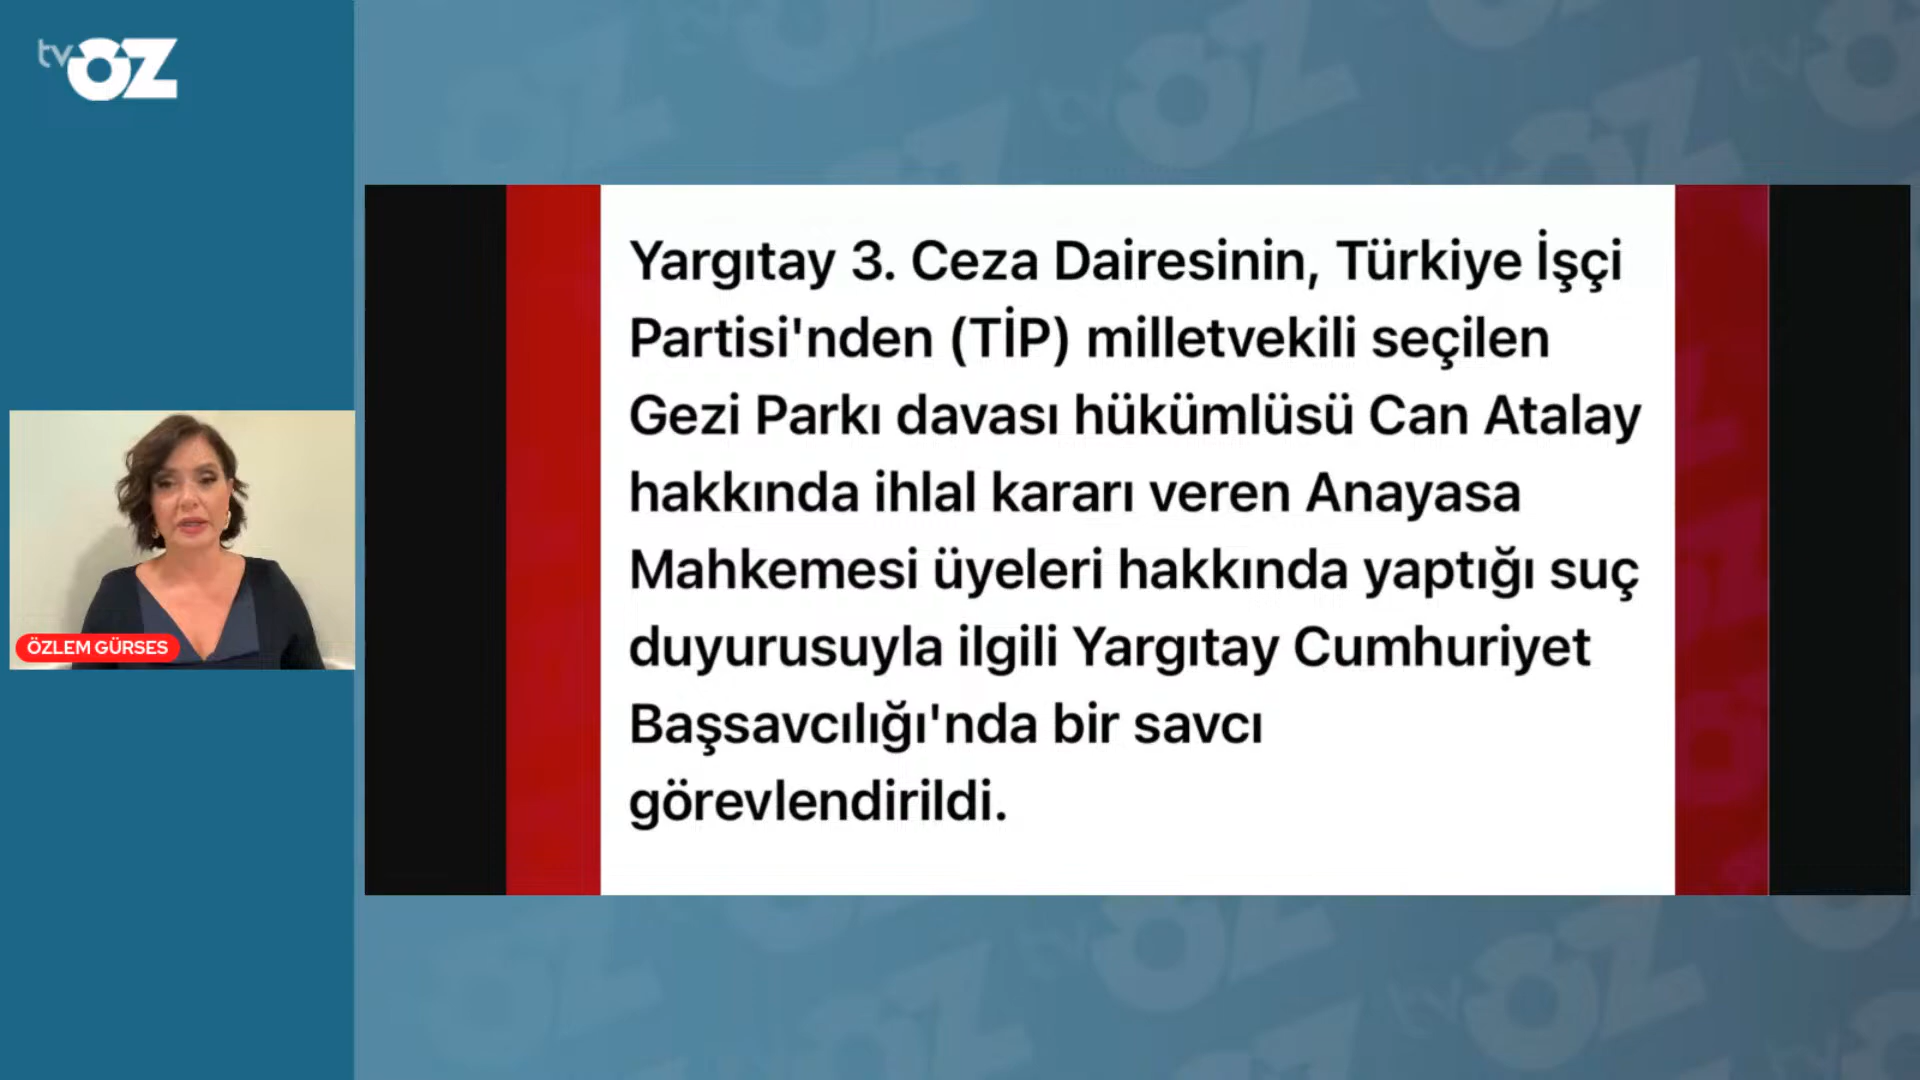 tv ÖZ
Yargıtay 3. Ceza Dairesinin, Türkiye İşçi
Partisi'nden (TİP) milletvekili seçilen
Gezi Parkı davası hükümlüsü Can Atalay
hakkında ihlal kararı veren Anayasa
Mahkemesi üyeleri hakkında yaptığı suç
duyurusuyla ilgili Yargıtay Cumhuriyet
Başsavcılığı'nda bir savcı
görevlendirildi.
ÖZLEM GÜRSES